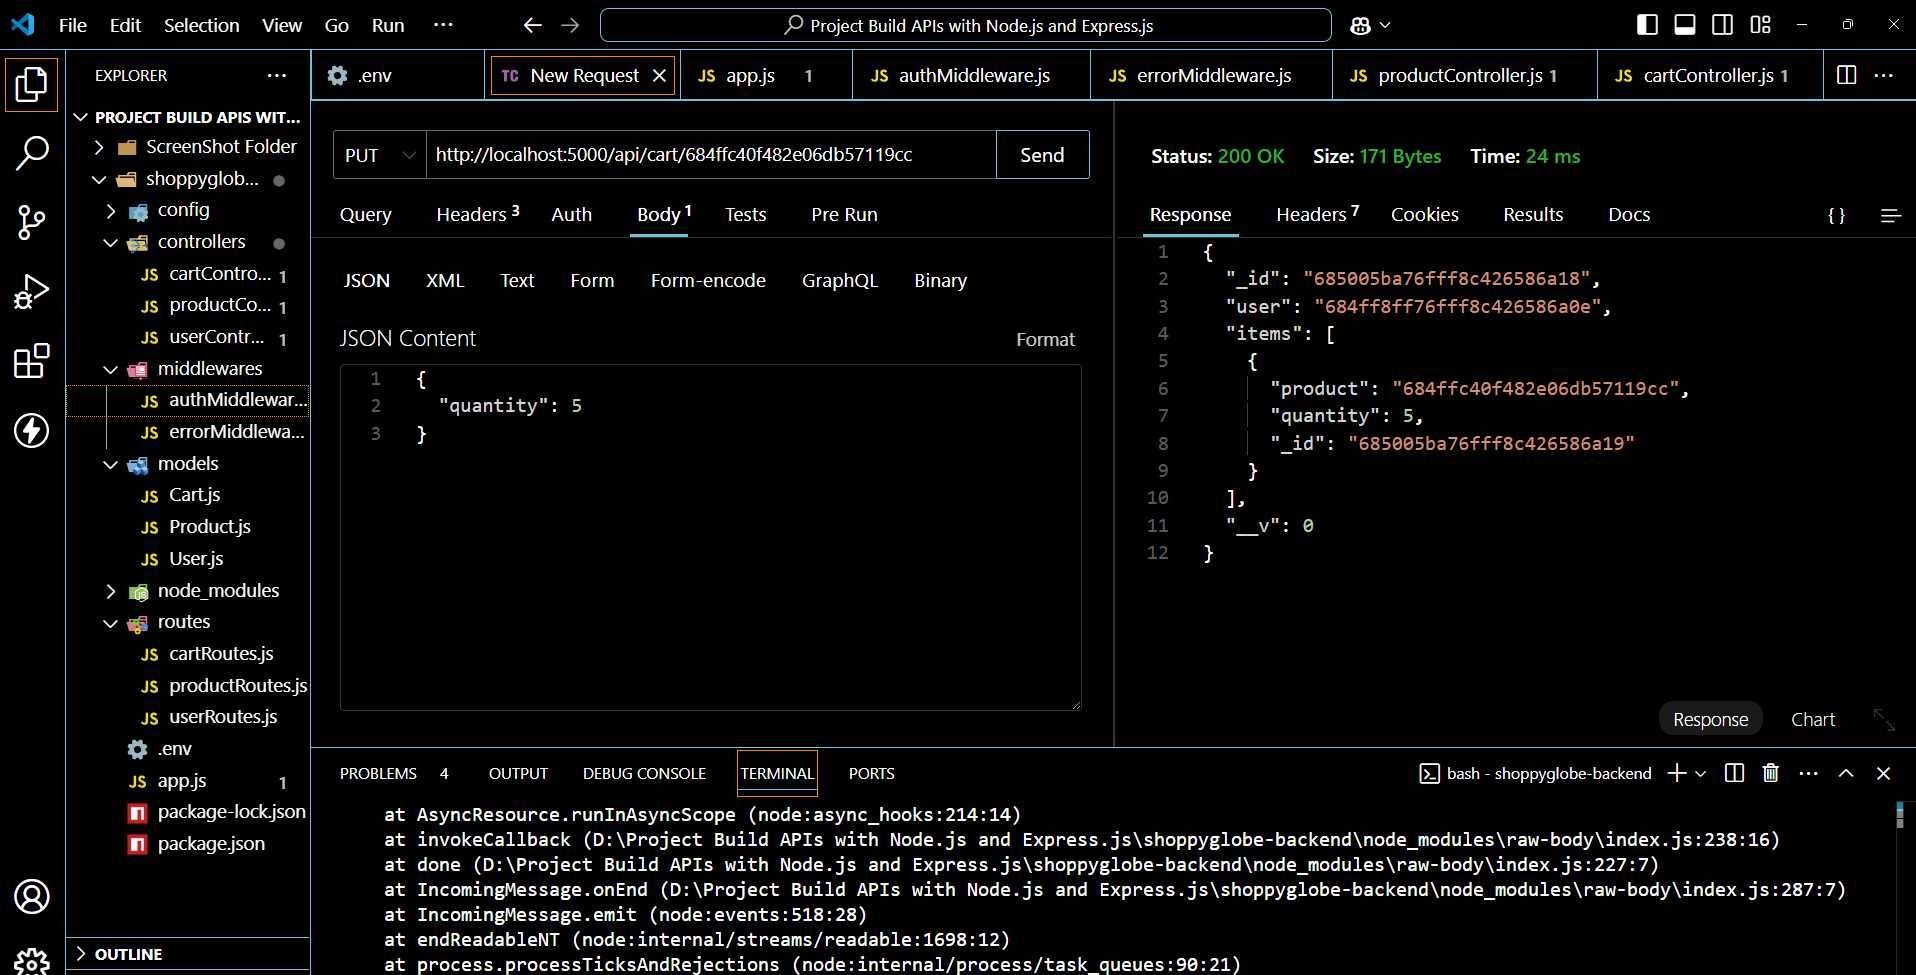 File Edit Selection View Go Run ··· Project Build APIs with Node.js and Express.js
EXPLORER ···
PROJECT BUILD APIS WIT...
ScreenShot Folder
shoppyglob...
config
controllers
JS cartContro... 1
JS productCo... 1
JS userContr... 1
middlewares
JS authMiddlewar...
JS errorMiddlewa...
models
JS Cart.js
JS Product.js
JS User.js
node_modules
routes
JS cartRoutes.js
JS productRoutes.js
JS userRoutes.js
.env
JS app.js 1
package-lock.json
package.json
OUTLINE
.env TC New Request JS app.js 1 JS authMiddleware.js JS errorMiddleware.js JS productController.js 1 JS cartController.js 1 ···
PUT http://localhost:5000/api/cart/684ffc40f482e06db57119cc Send
Query Headers 3 Auth Body 1 Tests Pre Run
JSON XML Text Form Form-encode GraphQL Binary
JSON Content Format
1 {
2 "quantity": 5
3 }
Status: 200 OK Size: 171 Bytes Time: 24 ms
Response Headers 7 Cookies Results Docs { }
1 {
2 "_id": "685005ba76fff8c426586a18",
3 "user": "684ff8ff76fff8c426586a0e",
4 "items": [
5 {
6 "product": "684ffc40f482e06db57119cc",
7 "quantity": 5,
8 "_id": "685005ba76fff8c426586a19"
9 }
10 ],
11 "__v": 0
12 }
Response Chart
PROBLEMS 4 OUTPUT DEBUG CONSOLE TERMINAL PORTS bash - shoppyglobe-backend ···
at AsyncResource.runInAsyncScope (node:async_hooks:214:14)
at invokeCallback (D:\Project Build APIs with Node.js and Express.js\shoppyglobe-backend\node_modules\raw-body\index.js:238:16)
at done (D:\Project Build APIs with Node.js and Express.js\shoppyglobe-backend\node_modules\raw-body\index.js:227:7)
at IncomingMessage.onEnd (D:\Project Build APIs with Node.js and Express.js\shoppyglobe-backend\node_modules\raw-body\index.js:287:7)
at IncomingMessage.emit (node:events:518:28)
at endReadableNT (node:internal/streams/readable:1698:12)
at process.processTicksAndRejections (node:internal/process/task_queues:90:21)